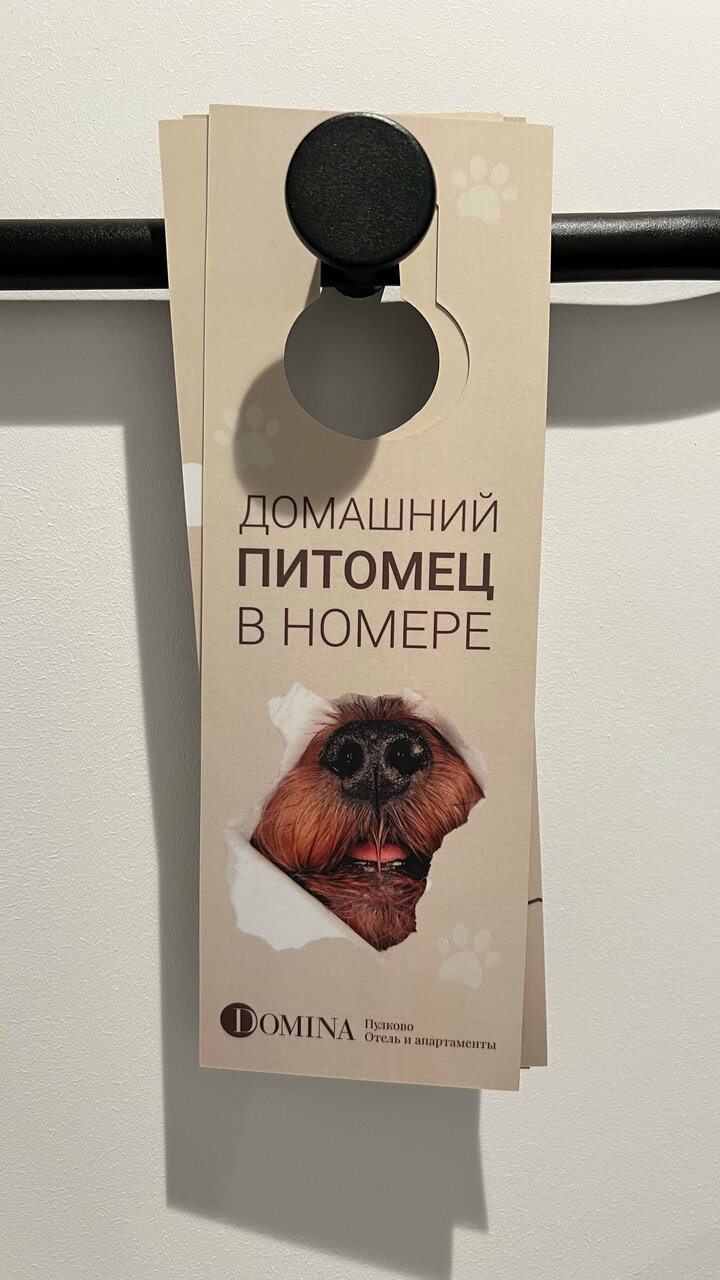 ДОМАШНИЙ
ПИТОМЕЦ
В НОМЕРЕ
DOMINA
Пулково
Отель и апартаменты